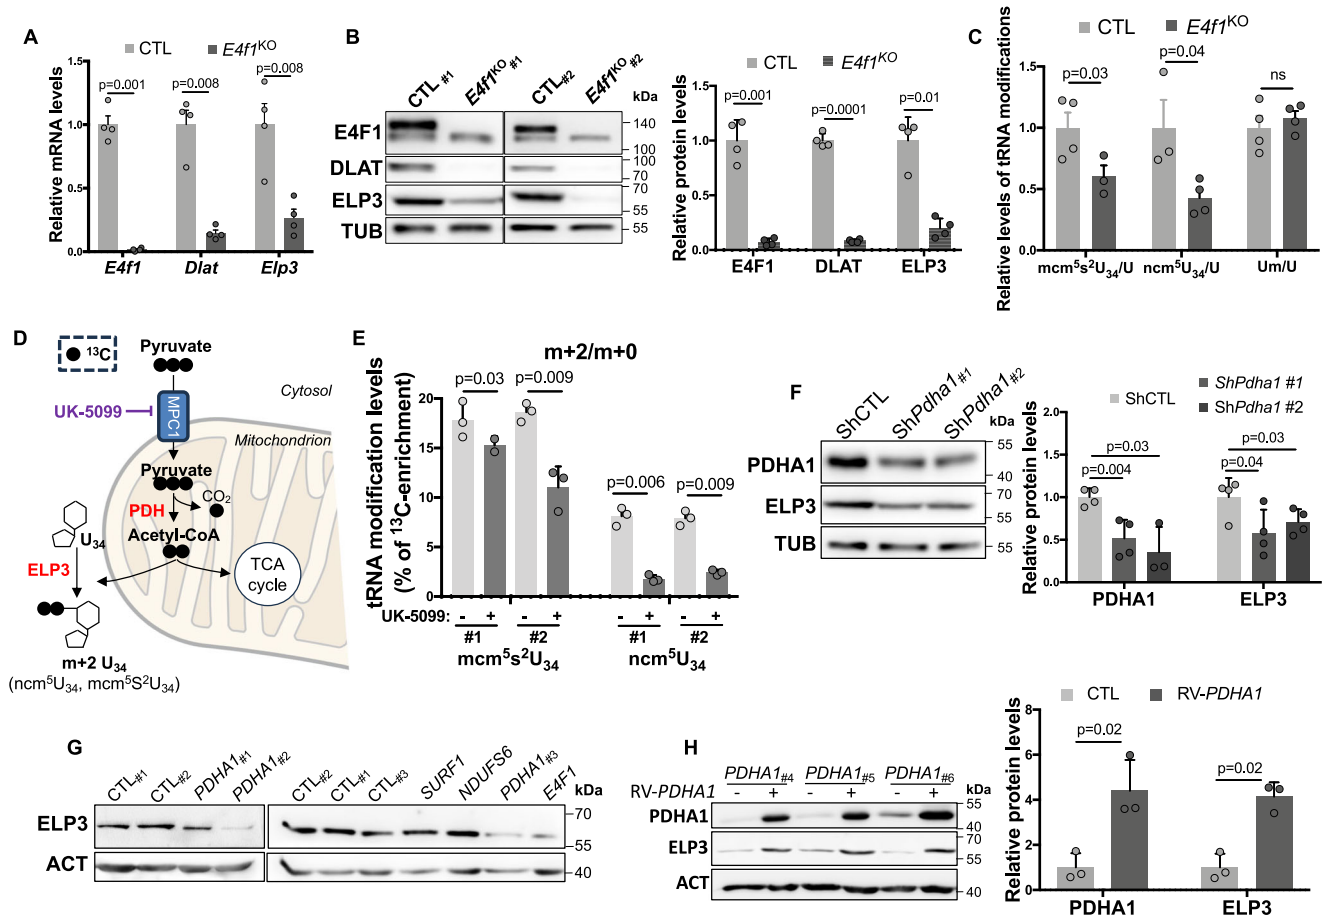 A
CTL
E4f1KO
Relative mRNA levels
p=0.001
p=0.008
p=0.008
1.5
1.0
0.5
0.0
E4f1
Dlat
Elp3
B
CTL#1
E4f1KO#1
CTL#2
E4f1KO#2
kDa
E4F1
140
100
DLAT
100
70
ELP3
70
55
TUB
55
CTL
E4f1KO
Relative protein levels
p=0.001
p=0.0001
p=0.01
1.5
1.0
0.5
0.0
E4F1
DLAT
ELP3
C
CTL
E4f1KO
Relative levels of tRNA modifications
p=0.03
p=0.04
ns
1.5
1.0
0.5
0.0
mcm5s2U34/U
ncm5U34/U
Um/U
D
13C
Pyruvate
Cytosol
UK-5099
MPC1
Mitochondrion
Pyruvate
CO2
PDH
Acetyl-CoA
U34
ELP3
TCA
cycle
m+2 U34
(ncm5U34, mcm5S2U34)
E
m+2/m+0
tRNA modification levels
(% of 13C-enrichment)
p=0.03
p=0.009
p=0.006
p=0.009
20
15
10
5
0
UK-5099: - + - + - + - +
#1 #2 #1 #2
mcm5s2U34
ncm5U34
F
ShCTL
ShPdha1#1
ShPdha1#2
kDa
PDHA1
55
40
ELP3
70
55
TUB
55
ShPdha1 #1
ShCTL
ShPdha1 #2
Relative protein levels
p=0.03
p=0.004
p=0.03
p=0.04
2.0
1.5
1.0
0.5
0.0
PDHA1
ELP3
G
CTL#1
CTL#2
PDHA1#1
PDHA1#2
CTL#2
CTL#1
CTL#3
SURF1
NDUFS6
PDHA1#3
E4F1
kDa
ELP3
70
55
ACT
40
H
PDHA1#4
PDHA1#5
PDHA1#6
RV-PDHA1 - + - + - +
kDa
PDHA1
55
40
ELP3
70
55
ACT
40
CTL
RV-PDHA1
Relative protein levels
p=0.02
p=0.02
8
6
4
2
0
PDHA1
ELP3